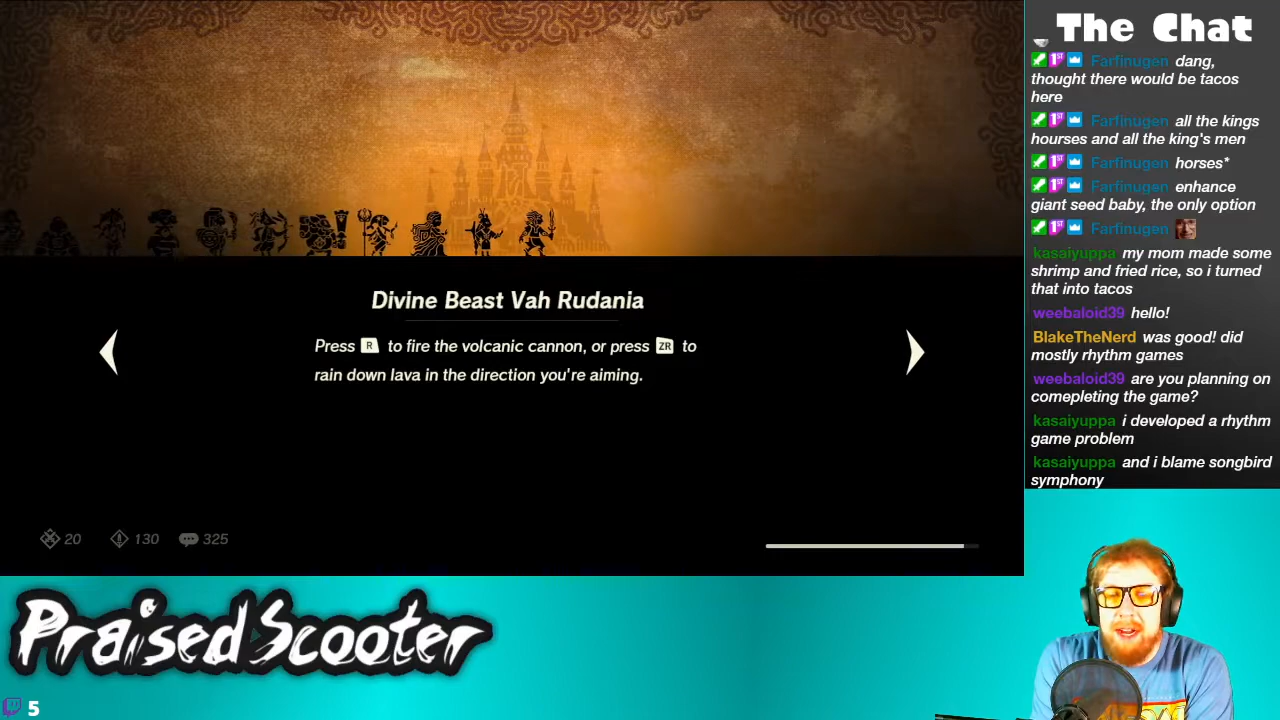 The Chat
Farfinugen dang,
thought there would be tacos
here
Farfinugen all the kings
hourses and all the king's men
Farfinugen horses*
Farfinugen enhance
giant seed baby, the only option
Farfinugen
kasaiyuppa my mom made some
shrimp and fried rice, so i turned
that into tacos
weebaloid39 hello!
BlakeTheNerd was good! did
mostly rhythm games
weebaloid39 are you planning on
comepleting the game?
kasaiyuppa i developed a rhythm
game problem
kasaiyuppa and i blame songbird
symphony
Divine Beast Vah Rudania
Press R to fire the volcanic cannon, or press ZR to
rain down lava in the direction you're aiming.
20 130 325
PraisedScooter
5